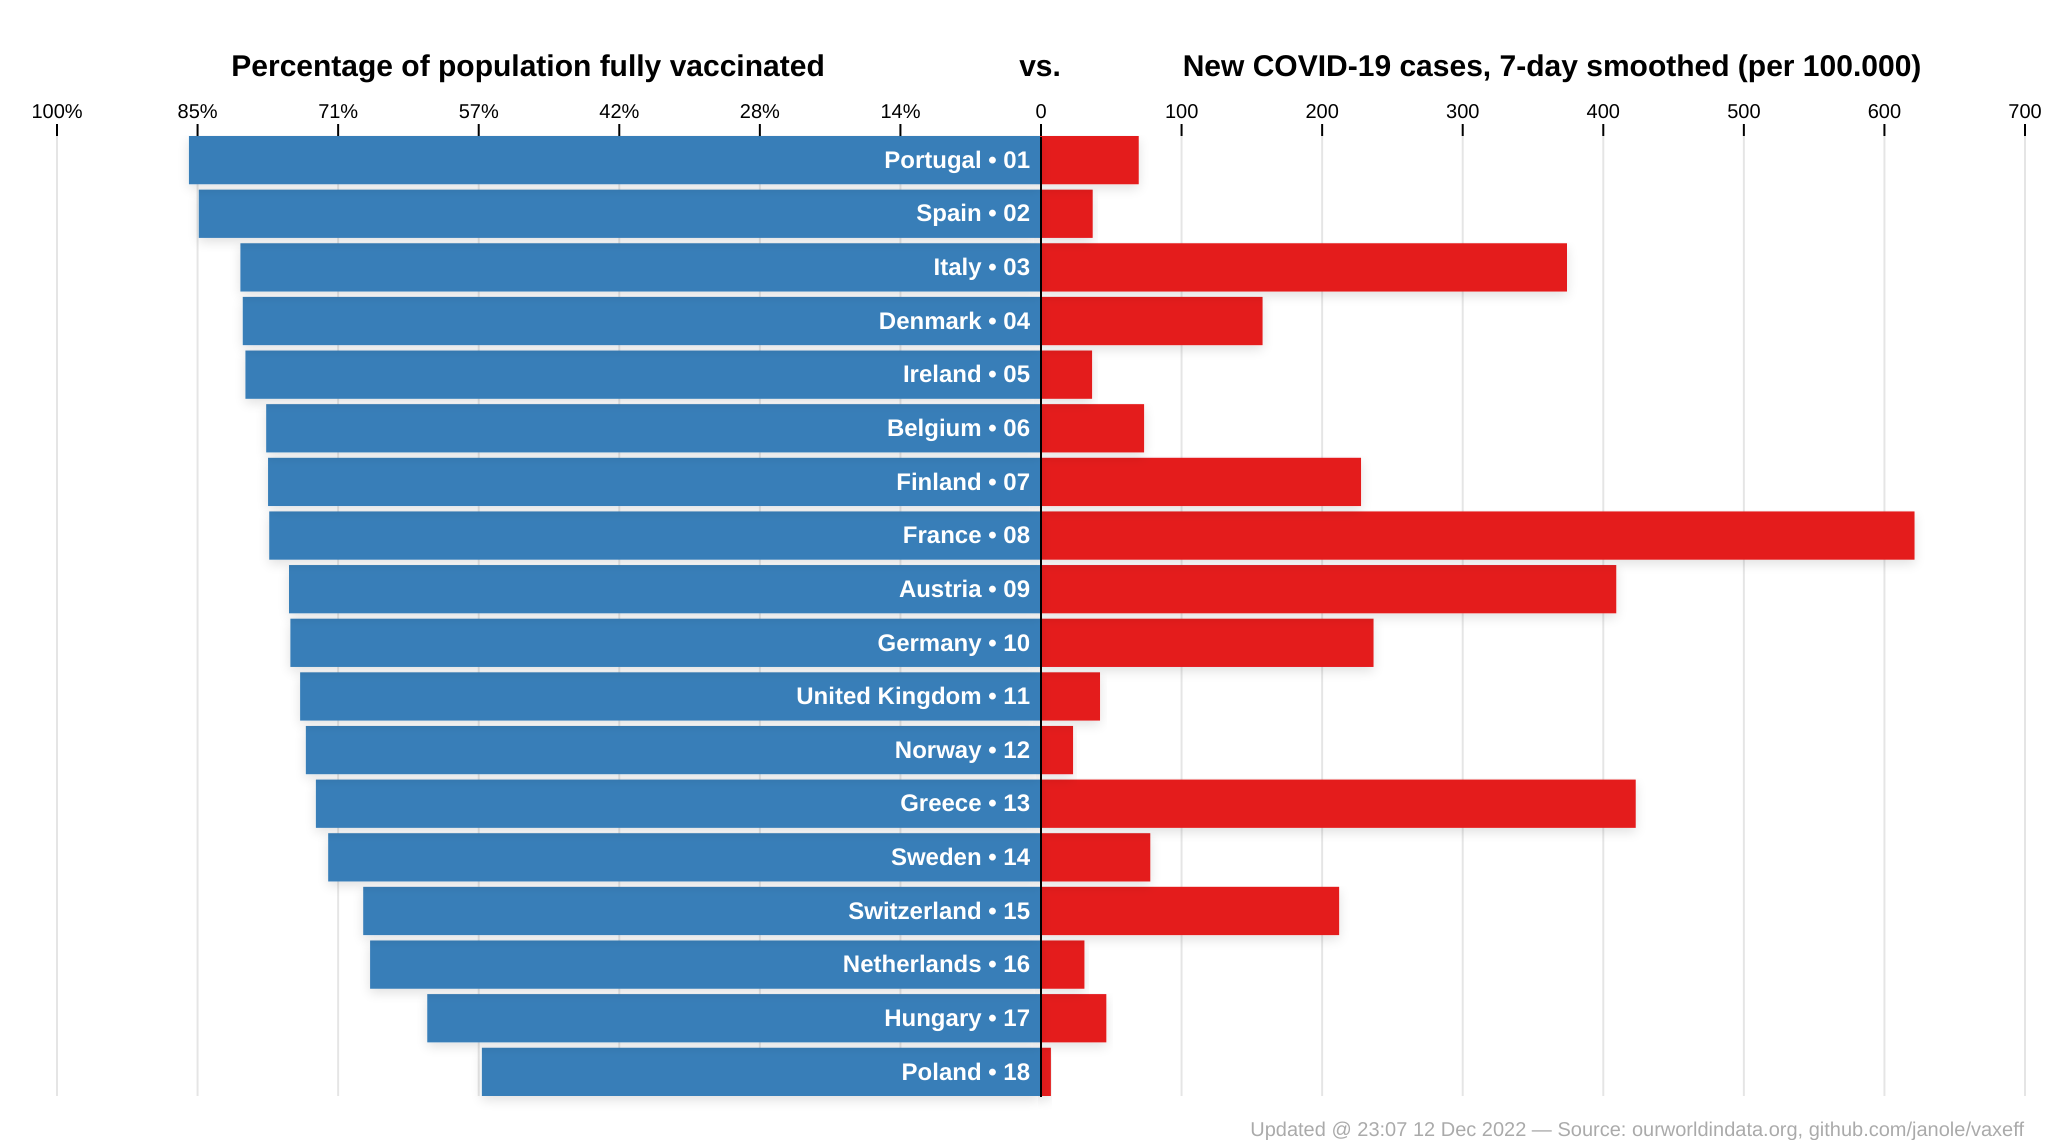 Percentage of population fully vaccinated vs. New COVID-19 cases, 7-day smoothed (per 100.000)
100% 85% 71% 57% 42% 28% 14% 0 100 200 300 400 500 600 700
Portugal • 01
Spain • 02
Italy • 03
Denmark • 04
Ireland • 05
Belgium • 06
Finland • 07
France • 08
Austria • 09
Germany • 10
United Kingdom • 11
Norway • 12
Greece • 13
Sweden • 14
Switzerland • 15
Netherlands • 16
Hungary • 17
Poland • 18
Updated @ 23:07 12 Dec 2022 — Source: ourworldindata.org, github.com/janole/vaxeff